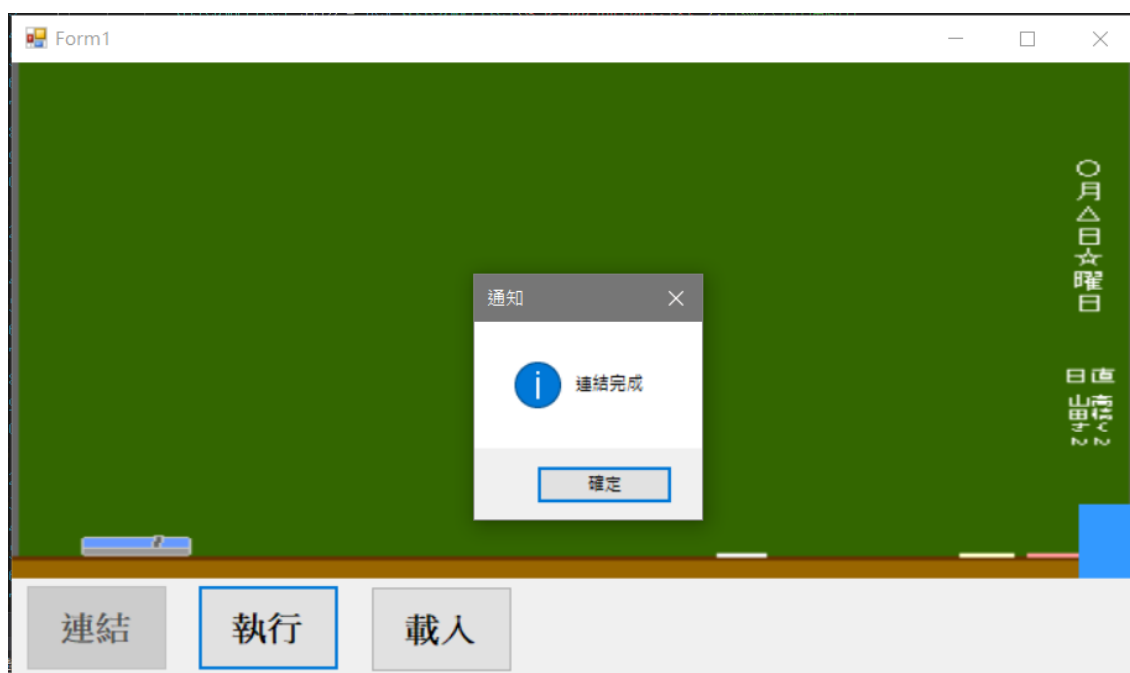 Form1
〇月△日☆曜日
日直
高橋くん
山田さん
通知
連結完成
確定
連結
執行
載入